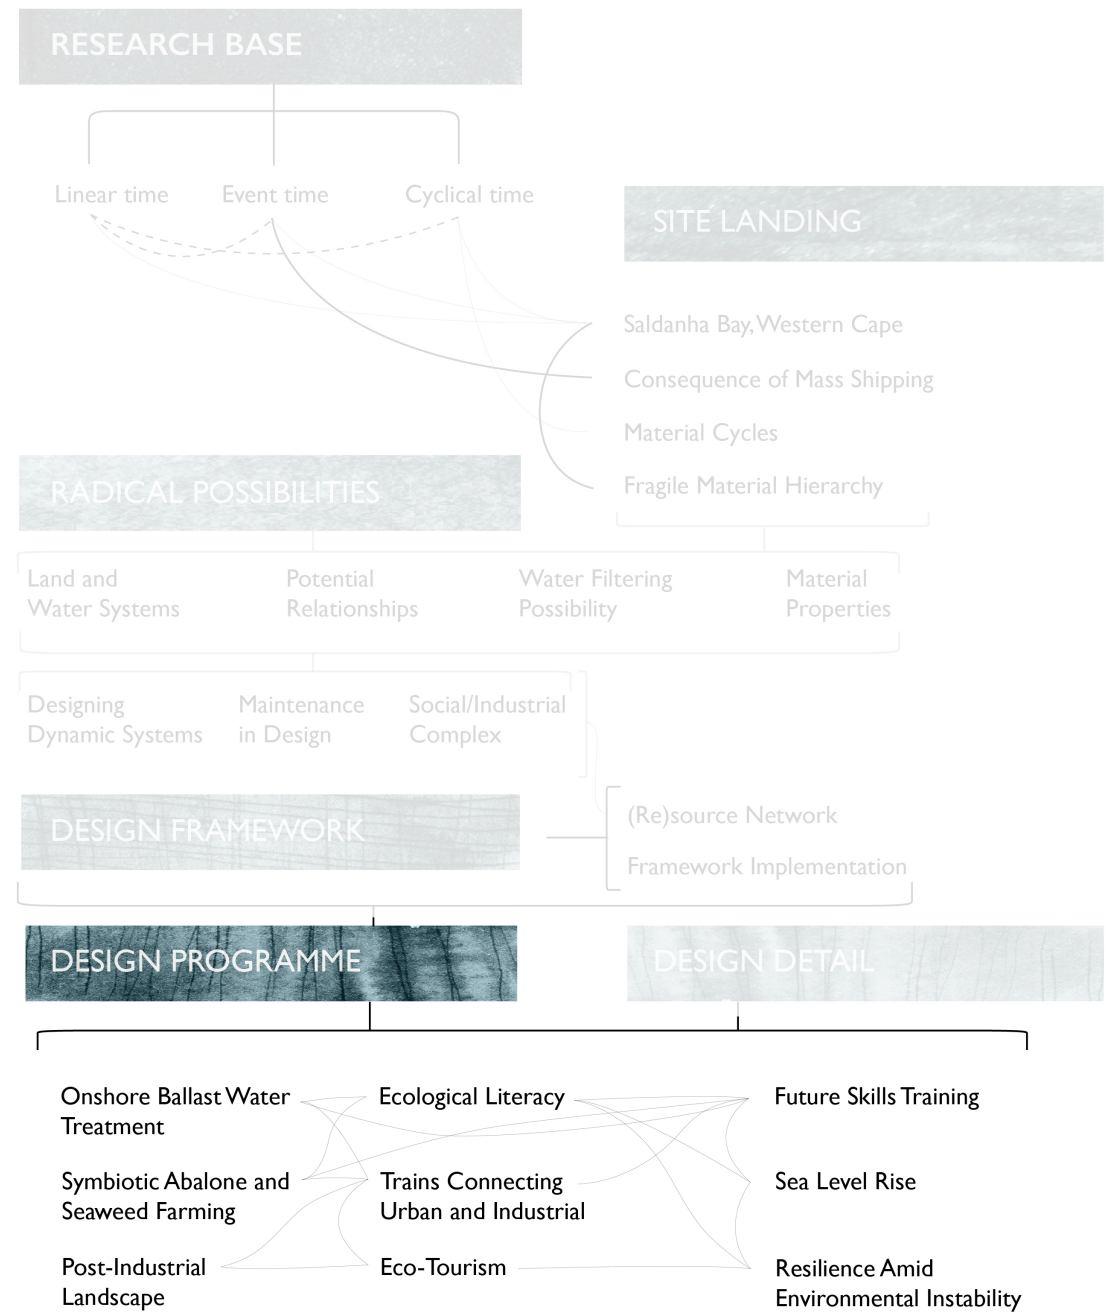 RESEARCH BASE
Linear time
Event time
Cyclical time
SITE LANDING
Saldanha Bay, Western Cape
Consequence of Mass Shipping
Material Cycles
Fragile Material Hierarchy
RADICAL POSSIBILITIES
Land and
Water Systems
Potential
Relationships
Water Filtering
Possibility
Material
Properties
Designing
Dynamic Systems
Maintenance
in Design
Social/Industrial
Complex
DESIGN FRAMEWORK
(Re)source Network
Framework Implementation
DESIGN PROGRAMME
DESIGN DETAIL
Onshore Ballast Water
Treatment
Ecological Literacy
Future Skills Training
Symbiotic Abalone and
Seaweed Farming
Trains Connecting
Urban and Industrial
Sea Level Rise
Post-Industrial
Landscape
Eco-Tourism
Resilience Amid
Environmental Instability